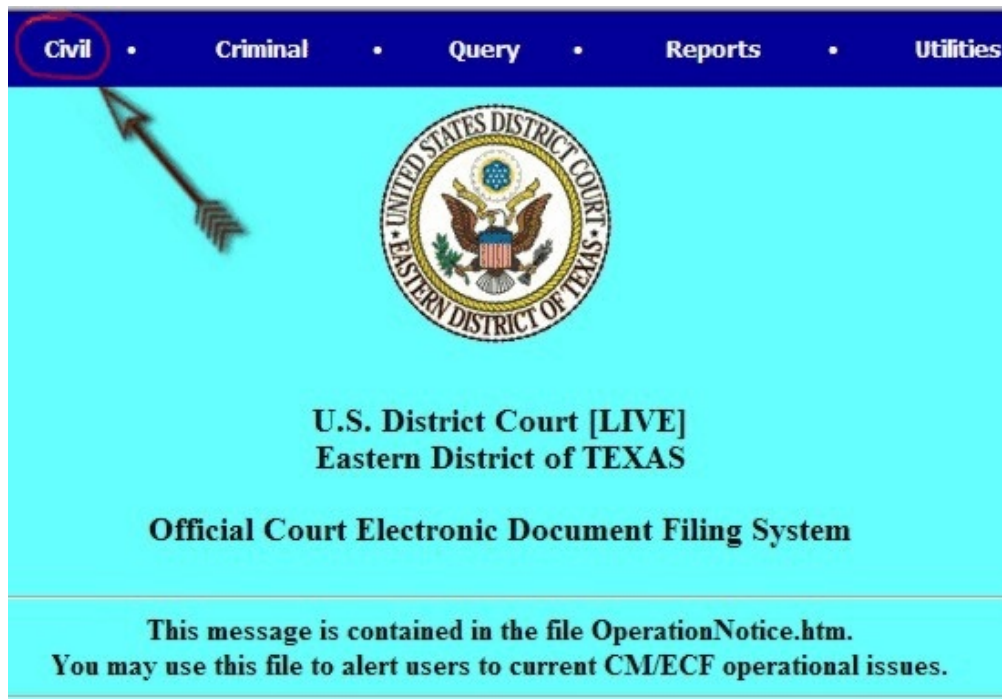 Civil • Criminal • Query • Reports • Utilities
UNITED STATES DISTRICT COURT
EASTERN DISTRICT OF TEXAS
U.S. District Court [LIVE]
Eastern District of TEXAS
Official Court Electronic Document Filing System
This message is contained in the file OperationNotice.htm.
You may use this file to alert users to current CM/ECF operational issues.